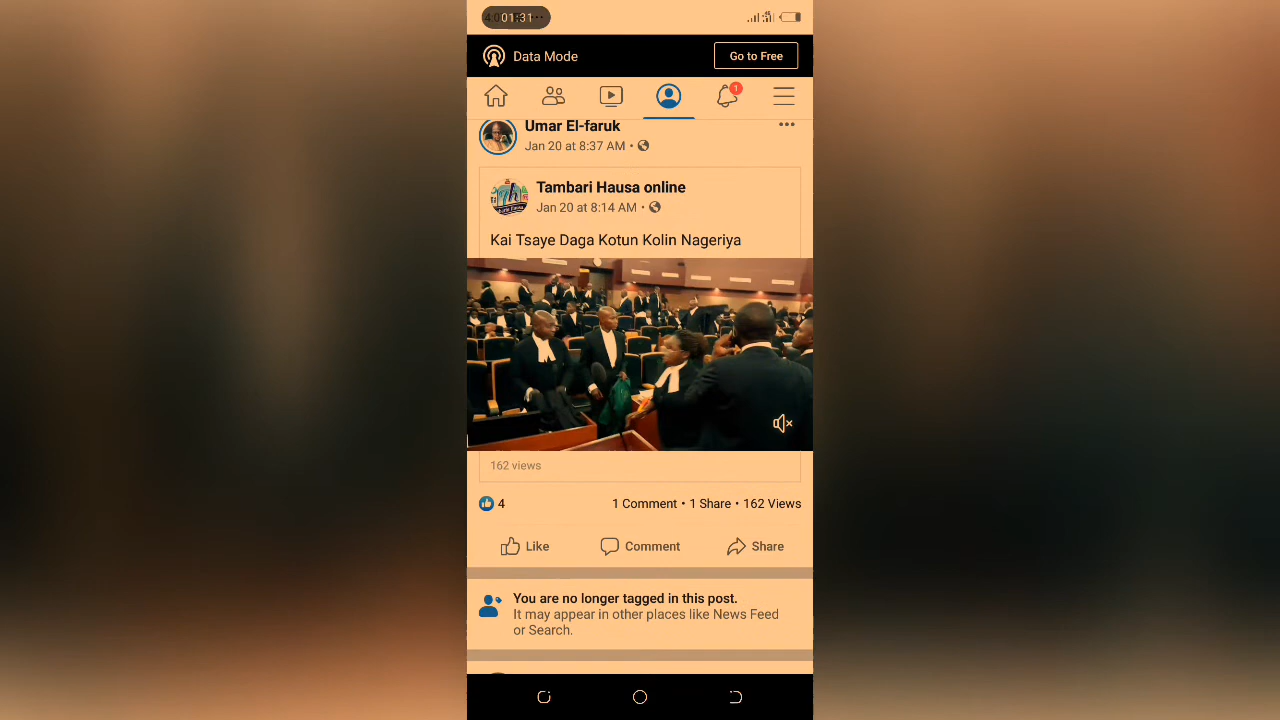 01:31
Data Mode
Go to Free
1
Umar El-faruk
Jan 20 at 8:37 AM •
Tambari Hausa online
Jan 20 at 8:14 AM •
Kai Tsaye Daga Kotun Kolin Nageriya
162 views
4
1 Comment • 1 Share • 162 Views
Like
Comment
Share
You are no longer tagged in this post.
It may appear in other places like News Feed
or Search.